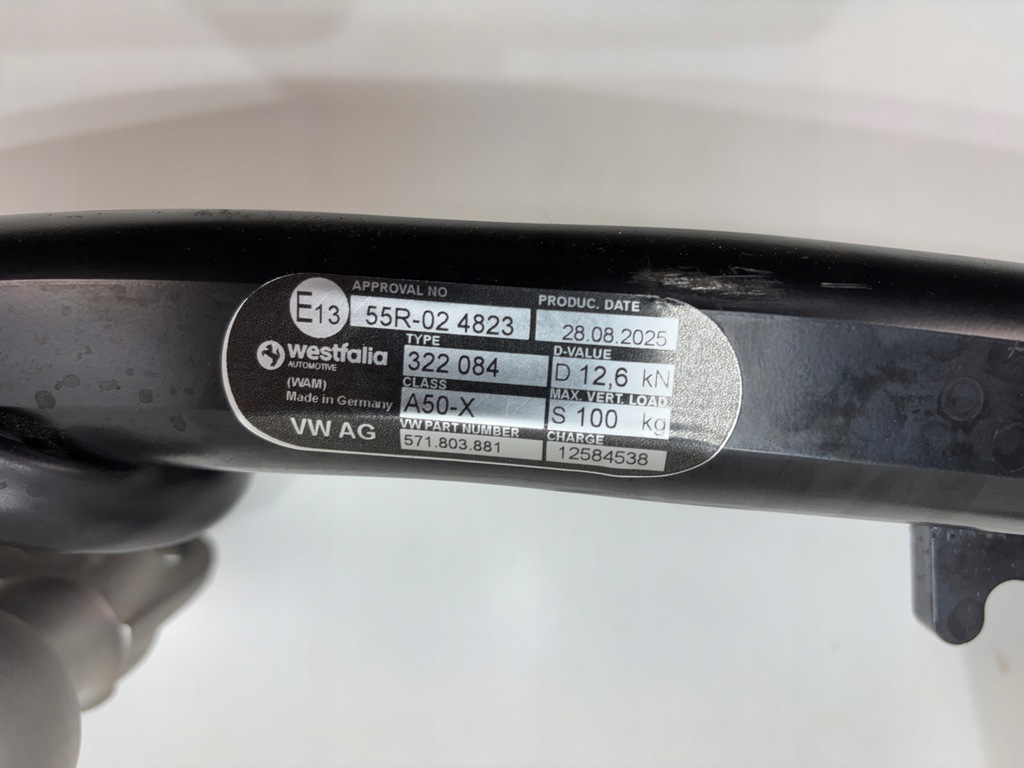 E13
APPROVAL NO
55R-02 4823
PRODUC. DATE
28.08.2025
westfalia
AUTOMOTIVE
TYPE
322 084
D-VALUE
D 12,6 kN
(WAM)
Made in Germany
CLASS
A50-X
MAX. VERT. LOAD
S 100 kg
VW AG
VW PART NUMBER
571.803.881
CHARGE
12584538